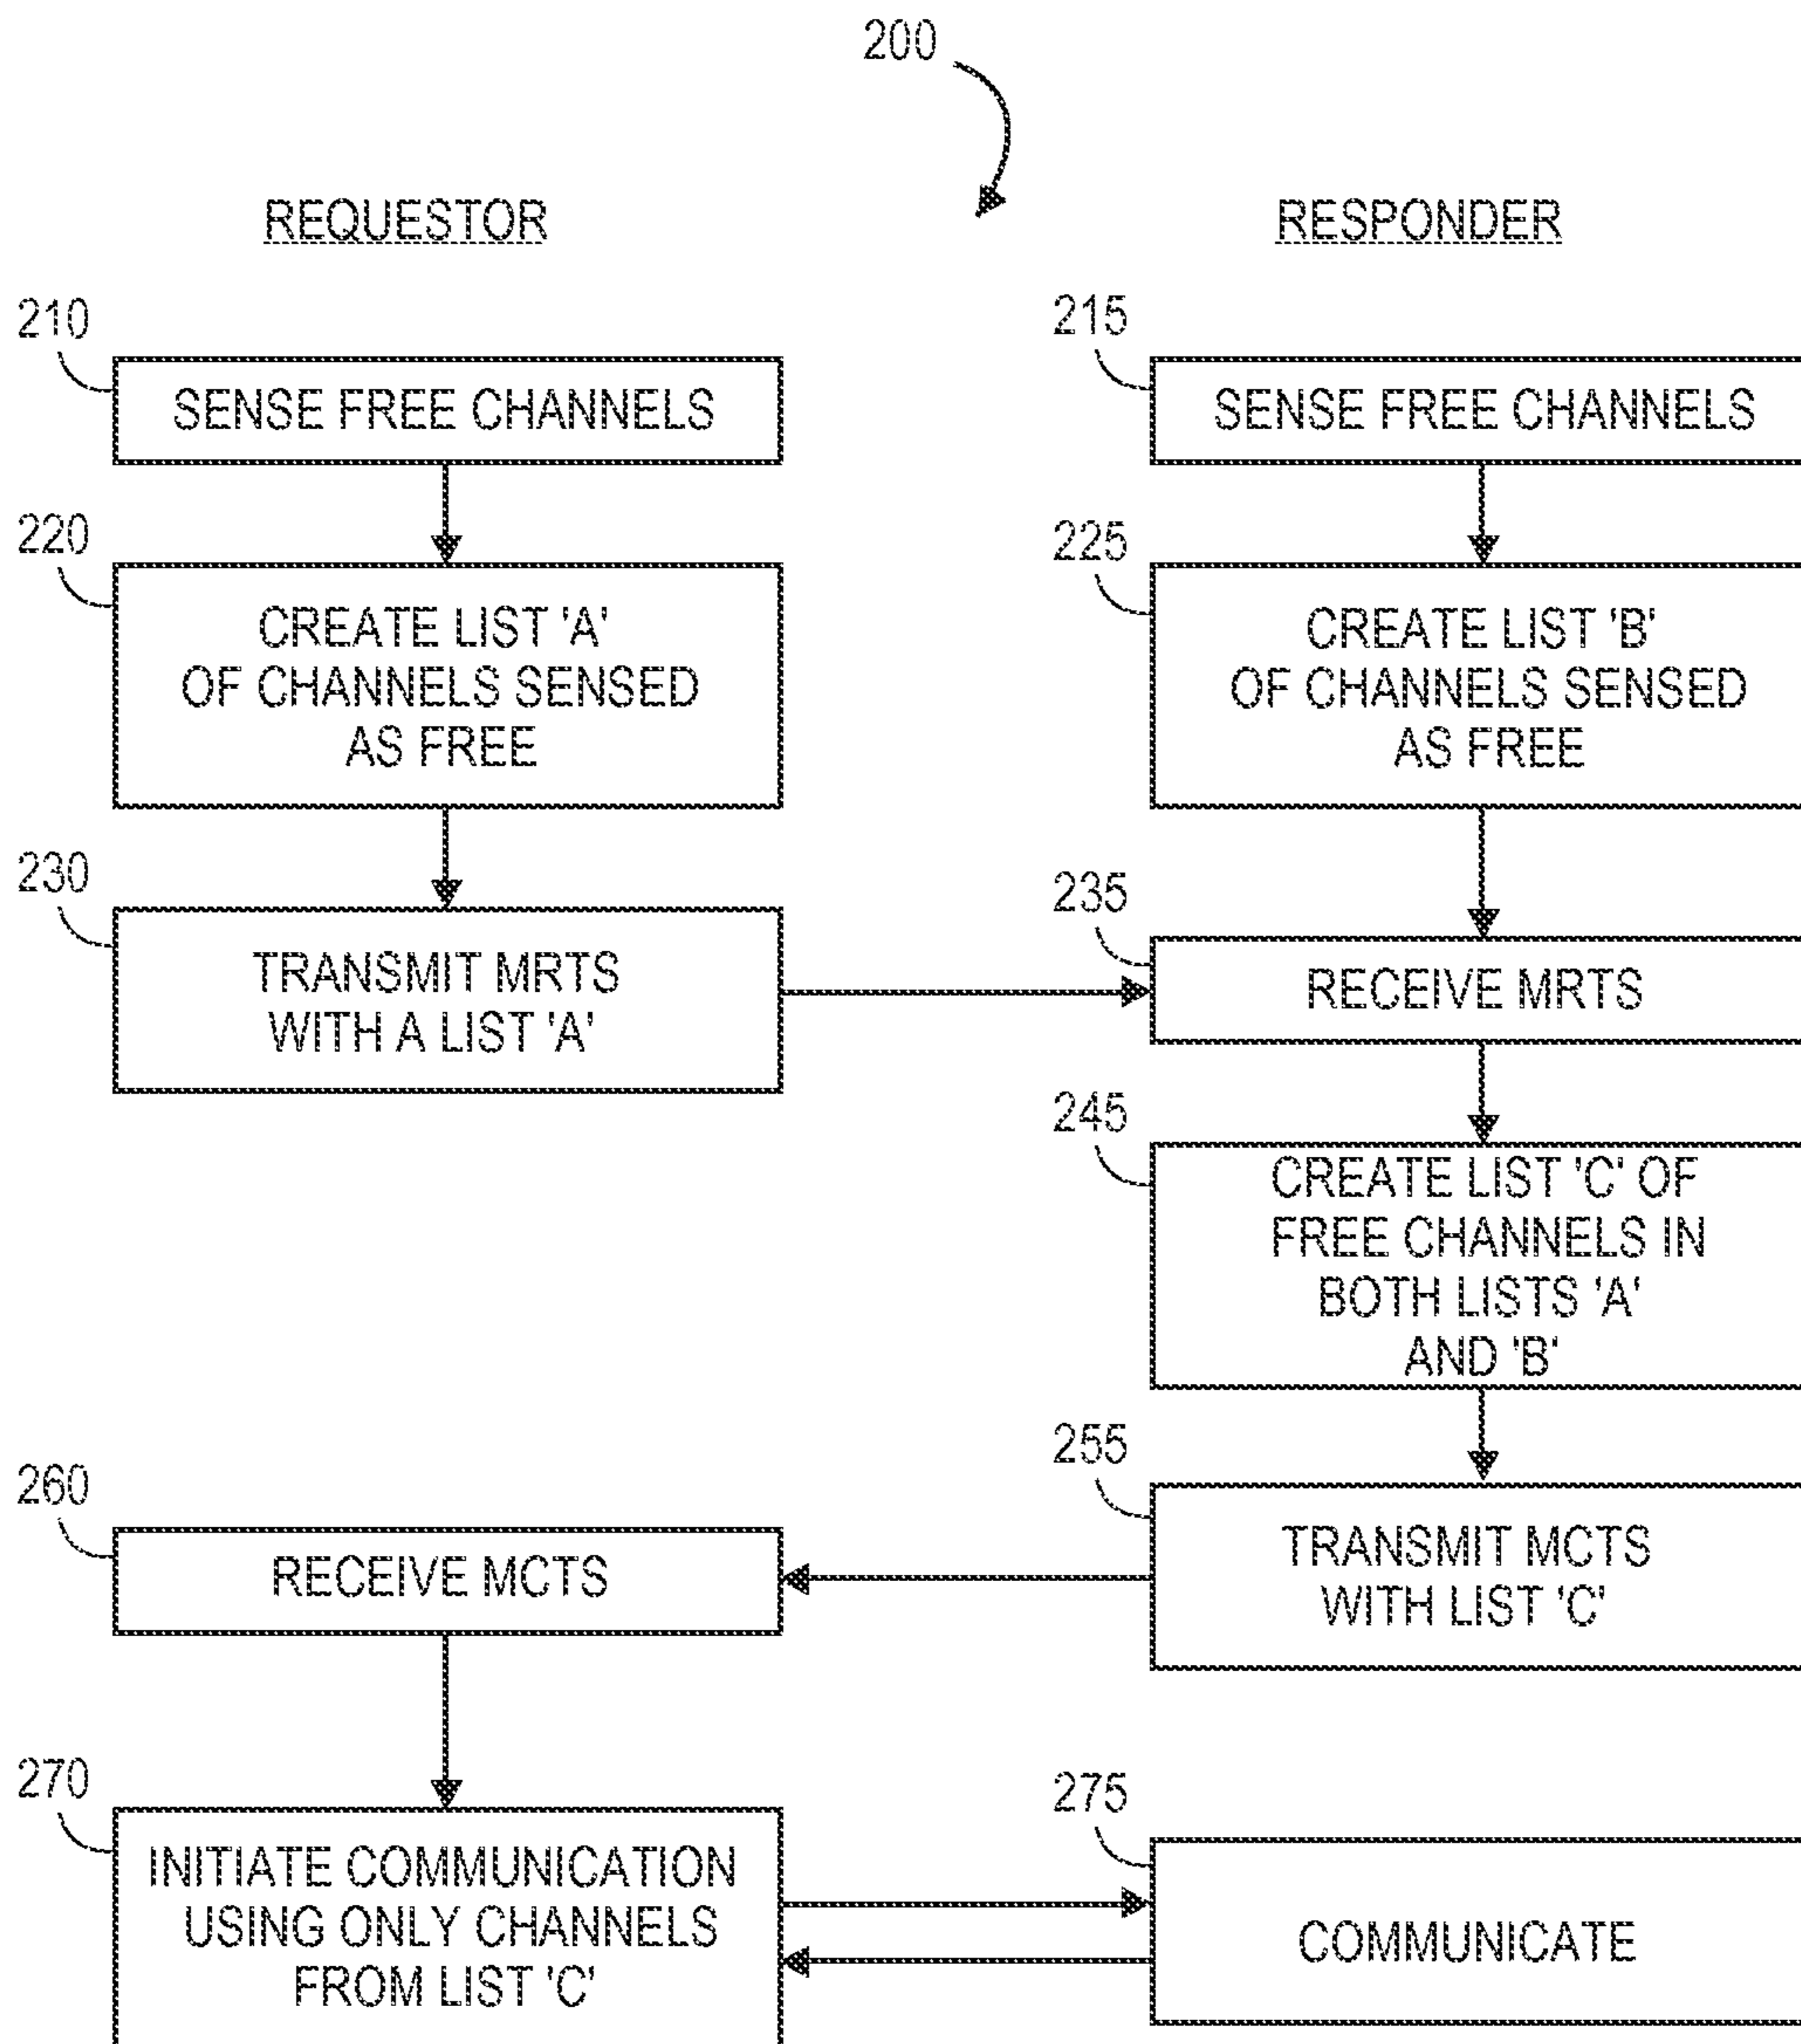 200
REQUESTOR
RESPONDER
210
SENSE FREE CHANNELS
215
SENSE FREE CHANNELS
220
CREATE LIST 'A'
OF CHANNELS SENSED
AS FREE
225
CREATE LIST 'B'
OF CHANNELS SENSED
AS FREE
230
TRANSMIT MRTS
WITH A LIST 'A'
235
RECEIVE MRTS
245
CREATE LIST 'C' OF
FREE CHANNELS IN
BOTH LISTS 'A'
AND 'B'
255
TRANSMIT MCTS
WITH LIST 'C'
260
RECEIVE MCTS
270
INITIATE COMMUNICATION
USING ONLY CHANNELS
FROM LIST 'C'
275
COMMUNICATE